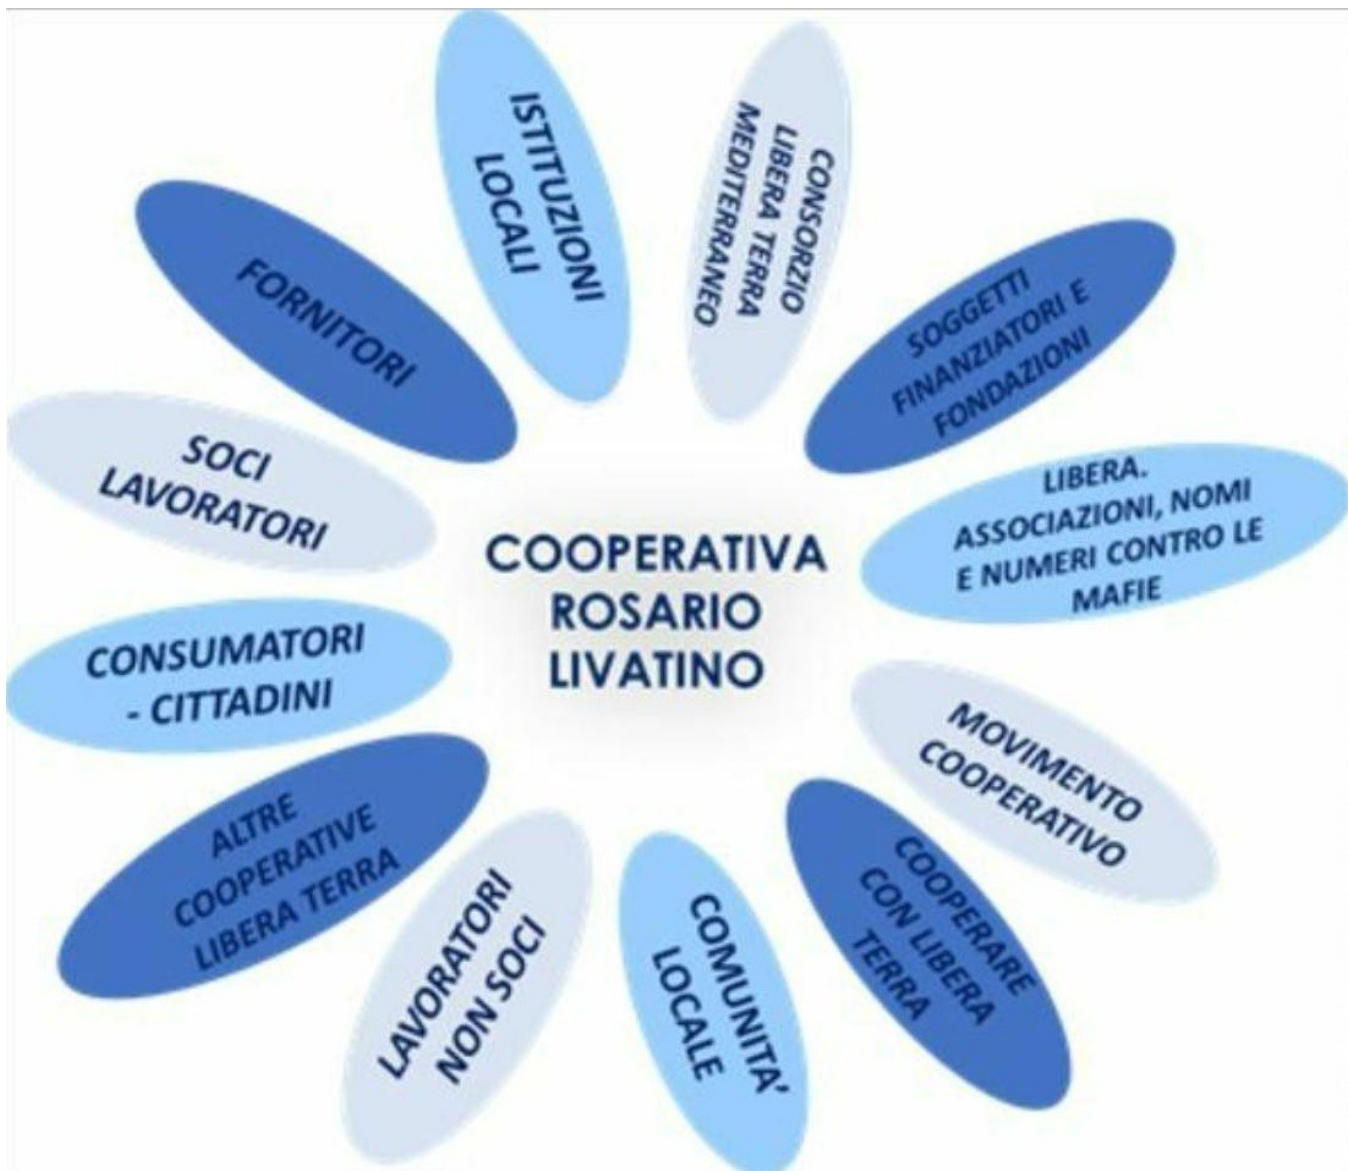 ISTITUZIONI
LOCALI
CONSORZIO
LIBERA TERRA
MEDITERRANEO
SOGGETTI
FINANZIATORI E
FONDAZIONI
LIBERA.
ASSOCIAZIONI, NOMI
E NUMERI CONTRO LE
MAFIE
MOVIMENTO
COOPERATIVO
COOPERARE
CON LIBERA
TERRA
COMUNITA'
LOCALE
LAVORATORI
NON SOCI
ALTRE
COOPERATIVE
LIBERA TERRA
CONSUMATORI
- CITTADINI
SOCI
LAVORATORI
FORNITORI
COOPERATIVA
ROSARIO
LIVATINO